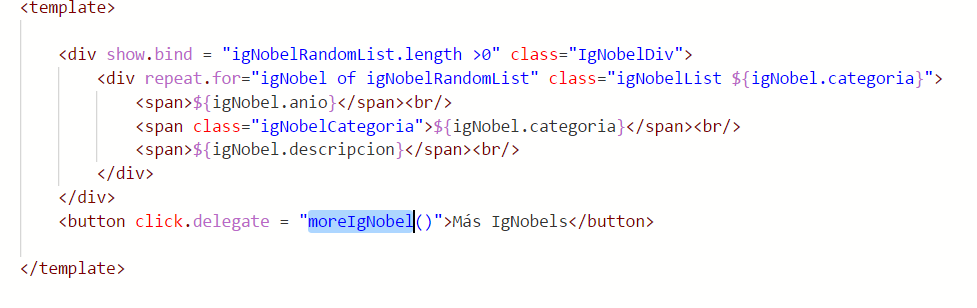 <template>
<div show.bind = "igNobelRandomList.length >0" class="IgNobelDiv">
<div repeat.for="igNobel of igNobelRandomList" class="igNobelList ${igNobel.categoria}">
<span>${igNobel.anio}</span><br/>
<span class="igNobelCategoria">${igNobel.categoria}</span><br/>
<span>${igNobel.descripcion}</span><br/>
</div>
</div>
<button click.delegate = "moreIgNobel()">Más IgNobels</button>
</template>